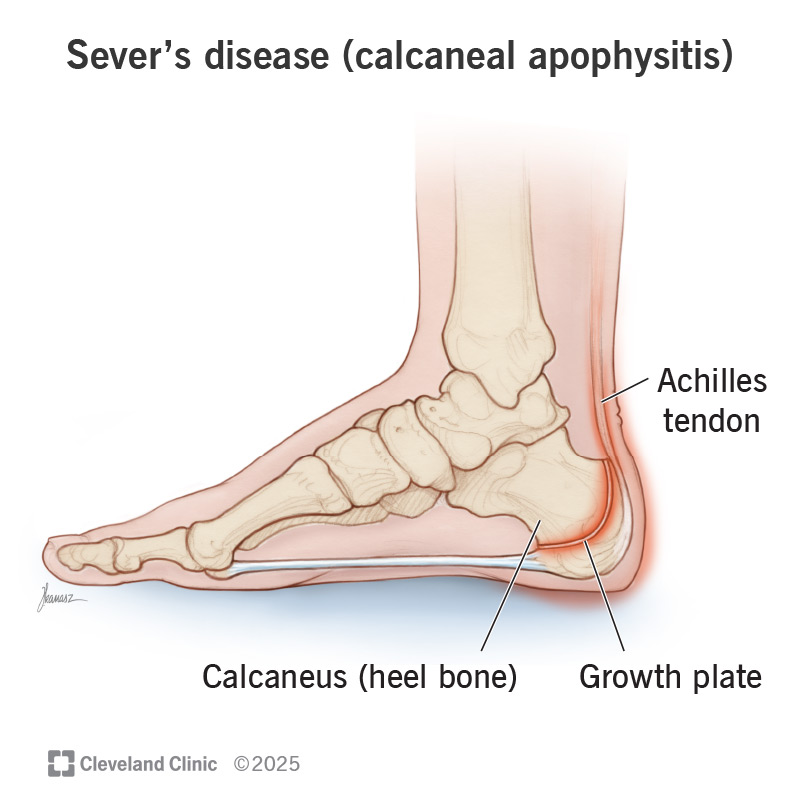 Sever’s disease (calcaneal apophysitis)
Achilles
tendon
Calcaneus (heel bone)
Growth plate
Cleveland Clinic ©2025